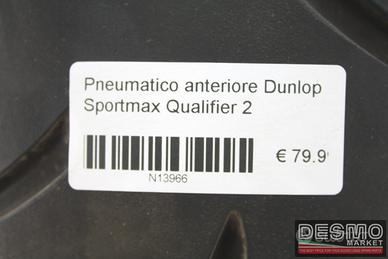 Pneumatico anteriore Dunlop
Sportmax Qualifier 2
€ 79.9
N13966
DESMO
MARKET